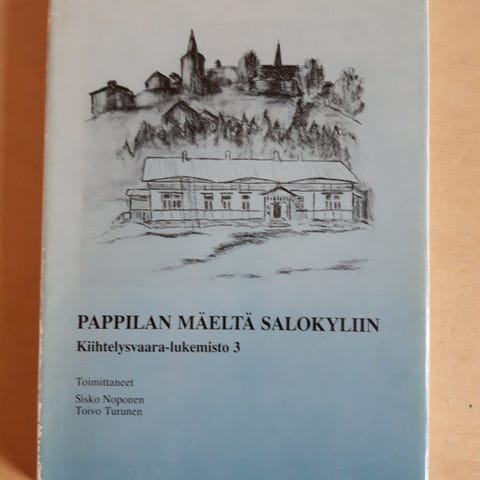 PAPPILAN MÄELTÄ SALOKYLIIN
Kiihtelysvaara-lukemisto 3
Toimittaneet
Sisko Noponen
Toivo Turunen